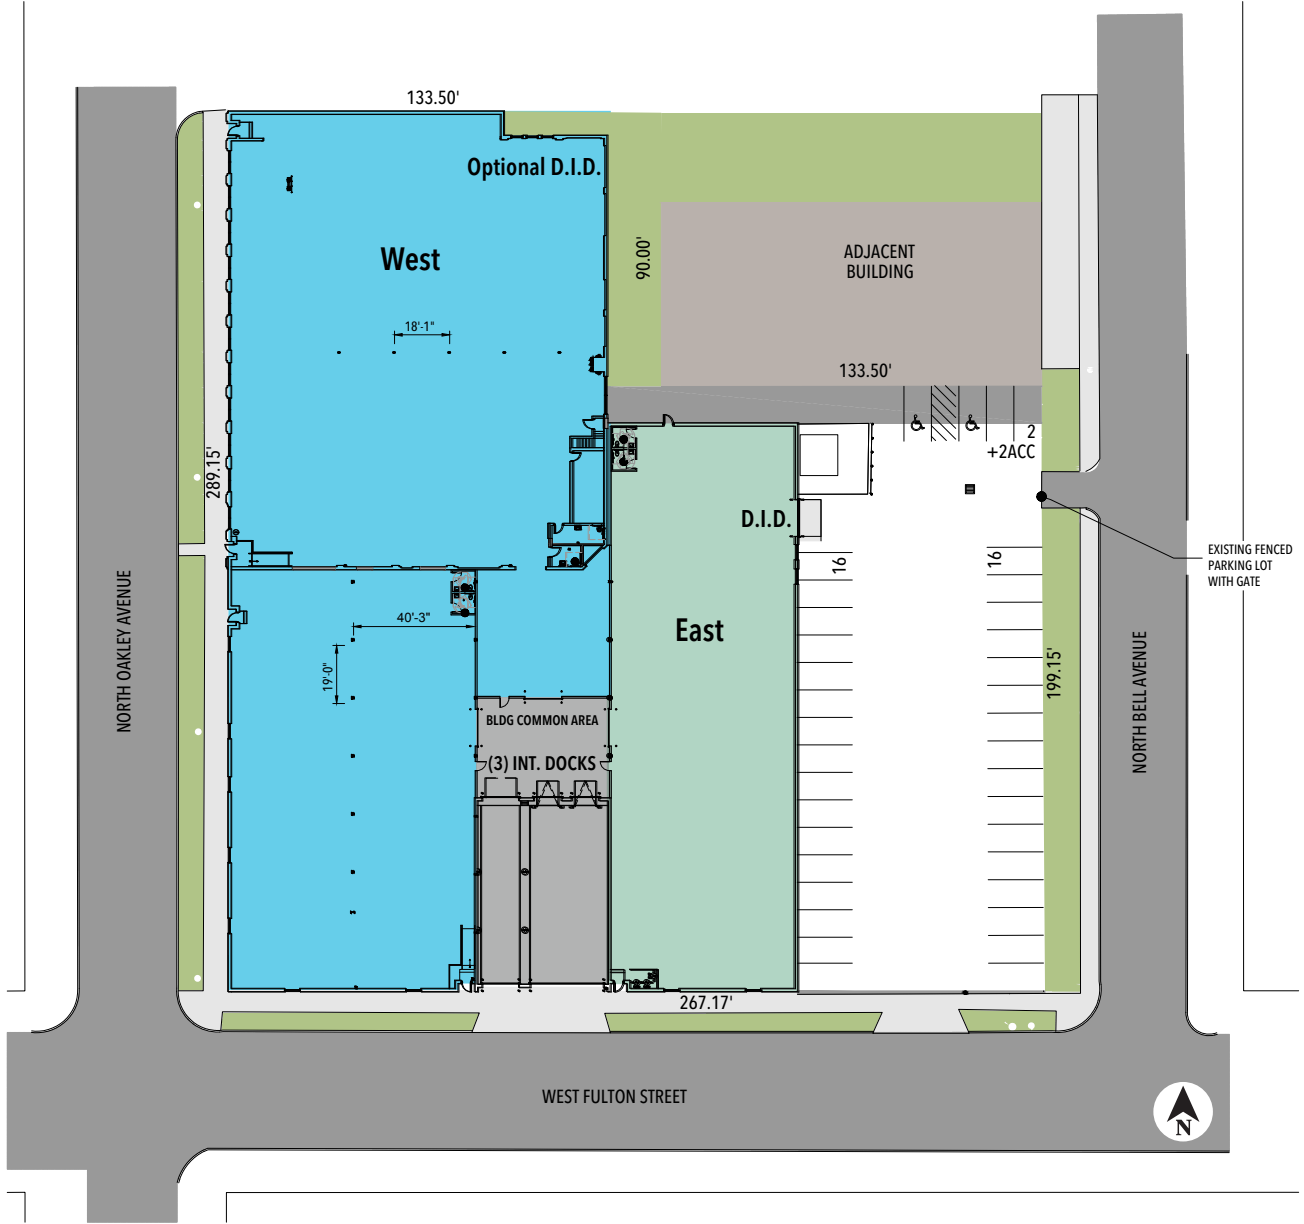 133.50'
Optional D.I.D.
West
90.00'
ADJACENT
BUILDING
18'-1"
133.50'
2
+2ACC
289.15'
D.I.D.
16
16
EXISTING FENCED
PARKING LOT
WITH GATE
NORTH OAKLEY AVENUE
40'-3"
19'-0"
East
199.15'
NORTH BELL AVENUE
BLDG COMMON AREA
(3) INT. DOCKS
267.17'
WEST FULTON STREET
N